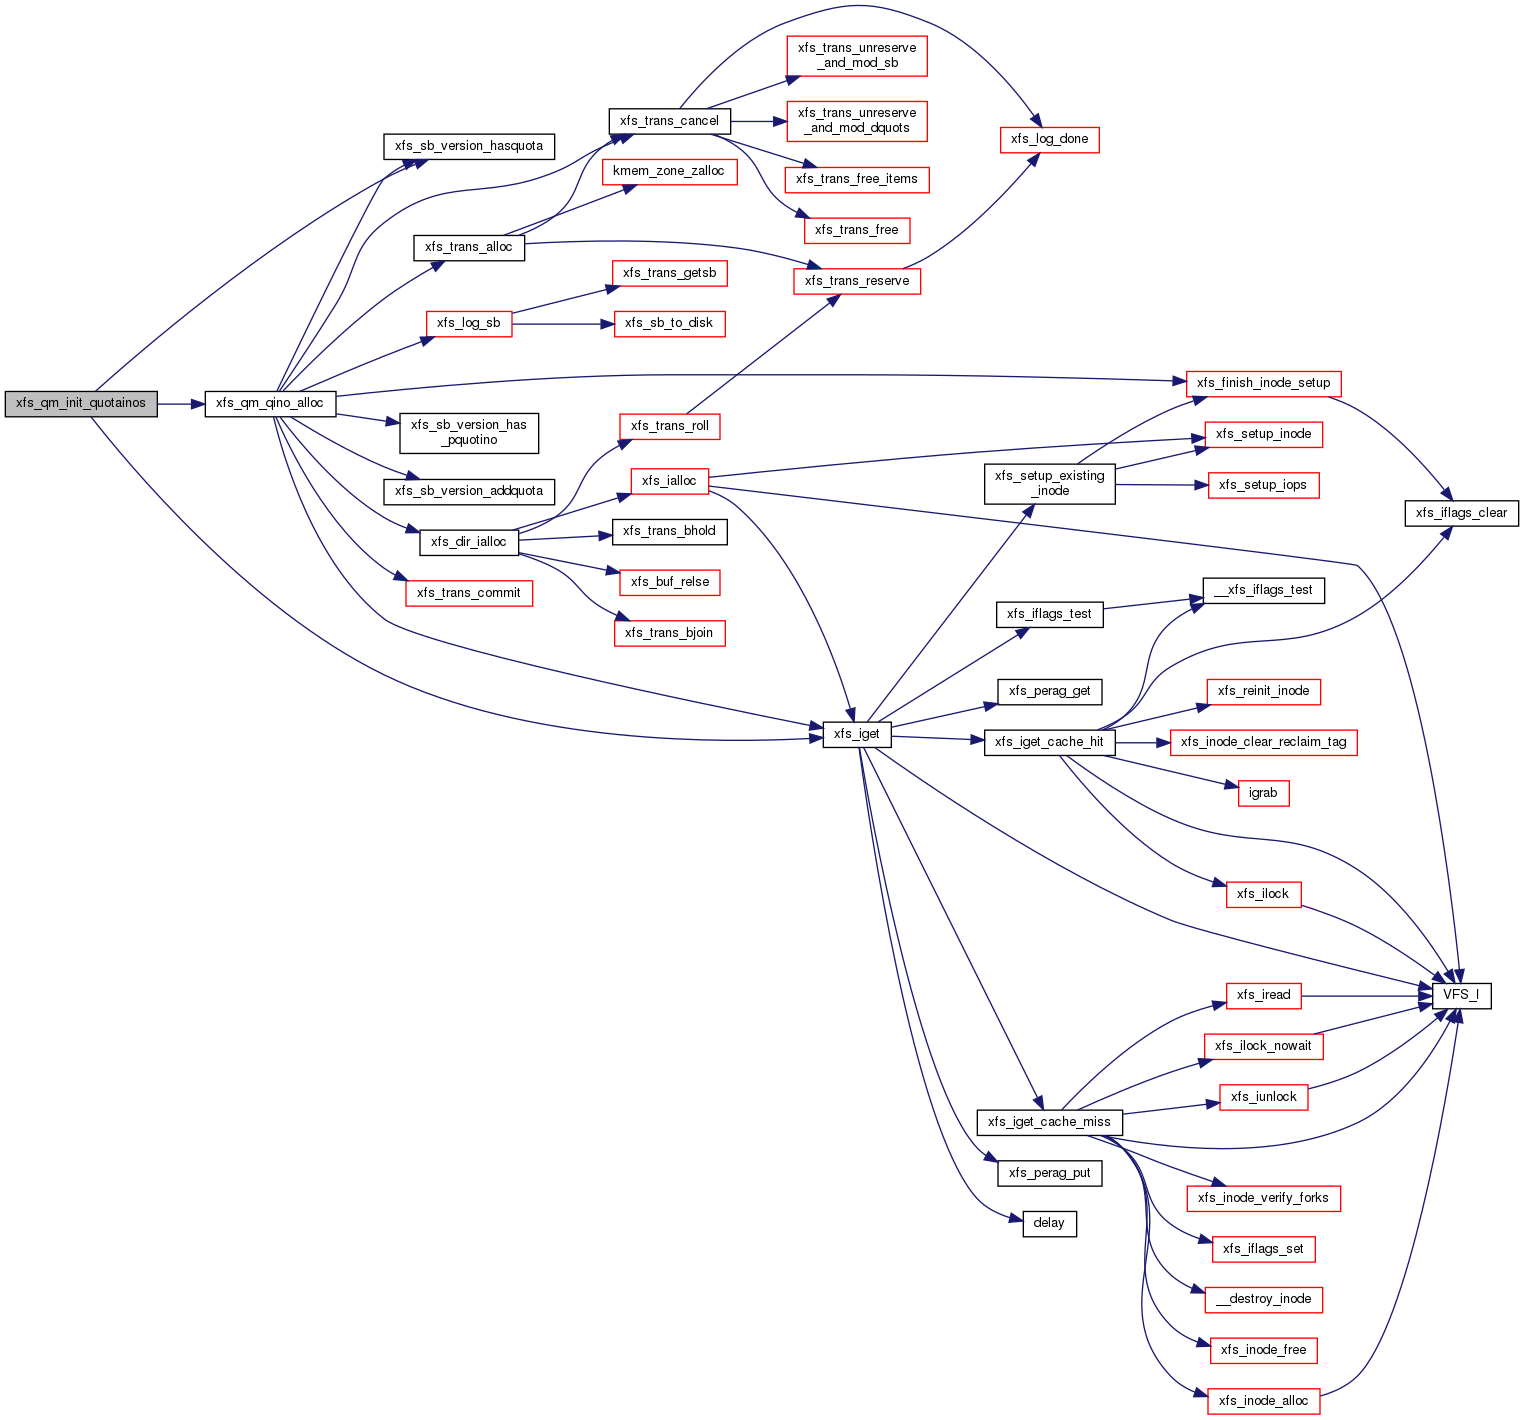 xfs_trans_unreserve
_and_mod_sb
xfs_trans_cancel
xfs_trans_unreserve
_and_mod_dquots
xfs_log_done
xfs_sb_version_hasquota
kmem_zone_zalloc
xfs_trans_free_items
xfs_trans_free
xfs_trans_alloc
xfs_trans_getsb
xfs_trans_reserve
xfs_log_sb
xfs_sb_to_disk
xfs_finish_inode_setup
xfs_qm_init_quotainos
xfs_qm_qino_alloc
xfs_sb_version_has
_pquotino
xfs_trans_roll
xfs_setup_inode
xfs_ialloc
xfs_setup_existing
_inode
xfs_setup_iops
xfs_sb_version_addquota
xfs_iflags_clear
xfs_dir_ialloc
xfs_trans_bhold
xfs_buf_relse
xfs_trans_commit
__xfs_iflags_test
xfs_iflags_test
xfs_trans_bjoin
xfs_perag_get
xfs_reinit_inode
xfs_iget
xfs_iget_cache_hit
xfs_inode_clear_reclaim_tag
igrab
xfs_ilock
xfs_iread
VFS_I
xfs_ilock_nowait
xfs_iunlock
xfs_iget_cache_miss
xfs_perag_put
xfs_inode_verify_forks
delay
xfs_iflags_set
__destroy_inode
xfs_inode_free
xfs_inode_alloc